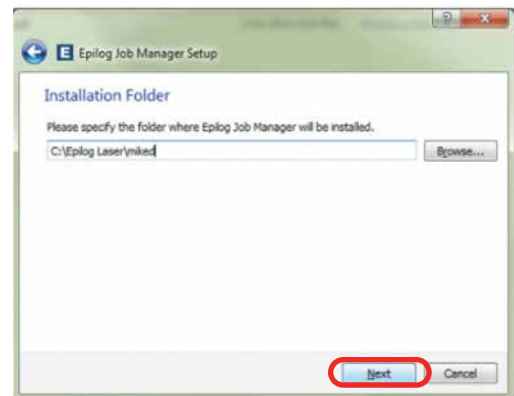 Epilog Job Manager Setup
Installation Folder
Please specify the folder where Epilog Job Manager will be installed.
C:\Epilog Laser\miked
Browse...
Next
Cancel